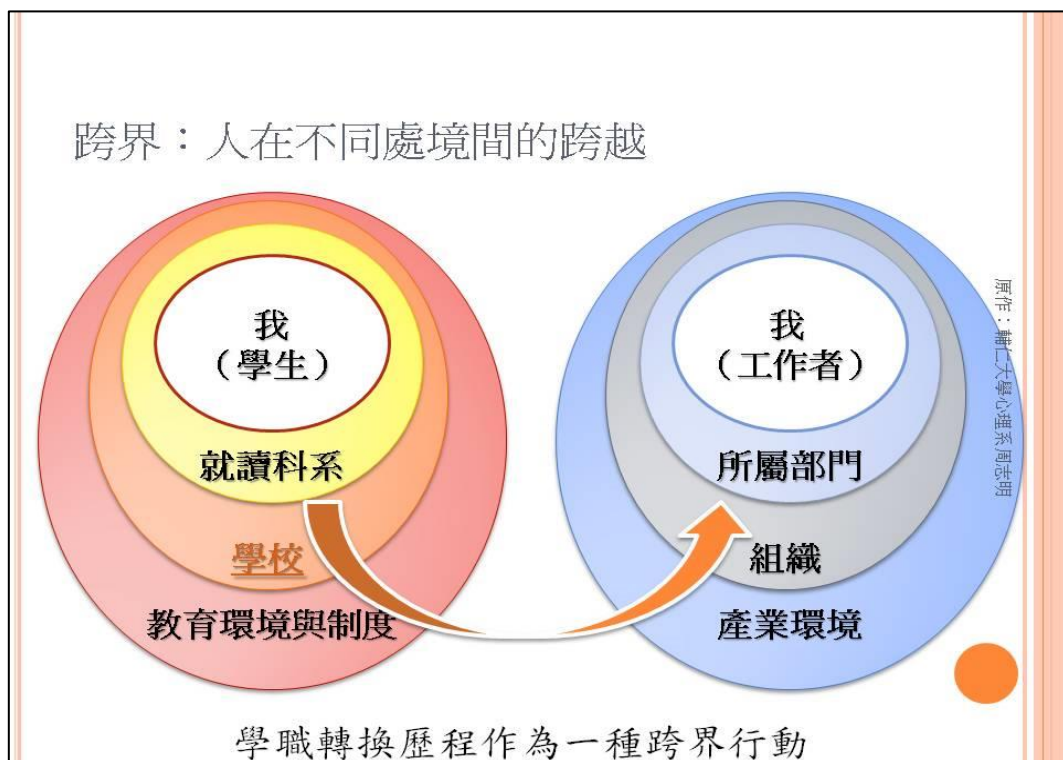 跨界：人在不同處境間的跨越
我
（學生）
就讀科系
學校
教育環境與制度
我
（工作者）
所屬部門
組織
產業環境
原作：輔仁大學心理系周志明
學職轉換歷程作為一種跨界行動